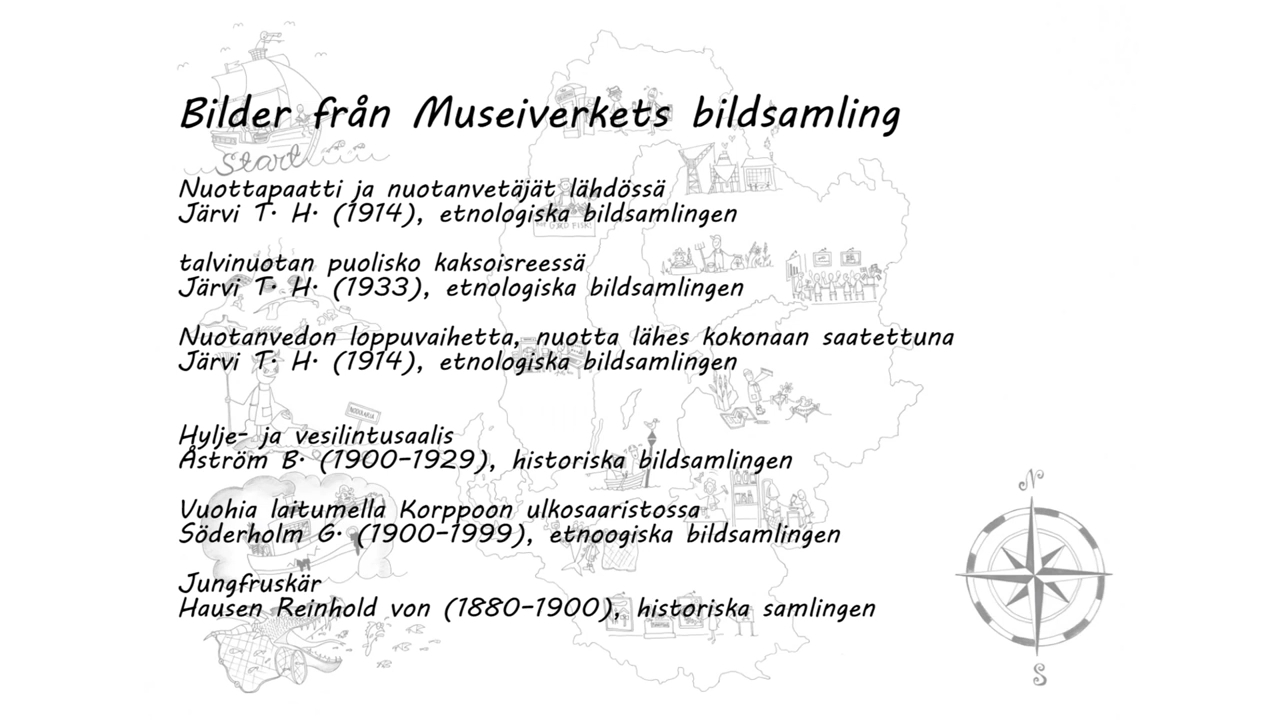 Bilder från Museiverkets bildsamling
Start
Nuottapaatti ja nuotanvetäjät lähdössä
Järvi T. H. (1914), etnologiska bildsamlingen
talvinuotan puolisko kaksoisreessä
Järvi T. H. (1933), etnologiska bildsamlingen
Nuotanvedon loppuvaihetta, nuotta lähes kokonaan saatettuna
Järvi T. H. (1914), etnologiska bildsamlingen
Hylje- ja vesilintusaalis
Åström B. (1900-1929), historiska bildsamlingen
Vuohia laitumella Korppoon ulkosaaristossa
Söderholm G. (1900-1999), etnoogiska bildsamlingen
Jungfruskär
Hausen Reinhold von (1880-1900), historiska samlingen
N
S